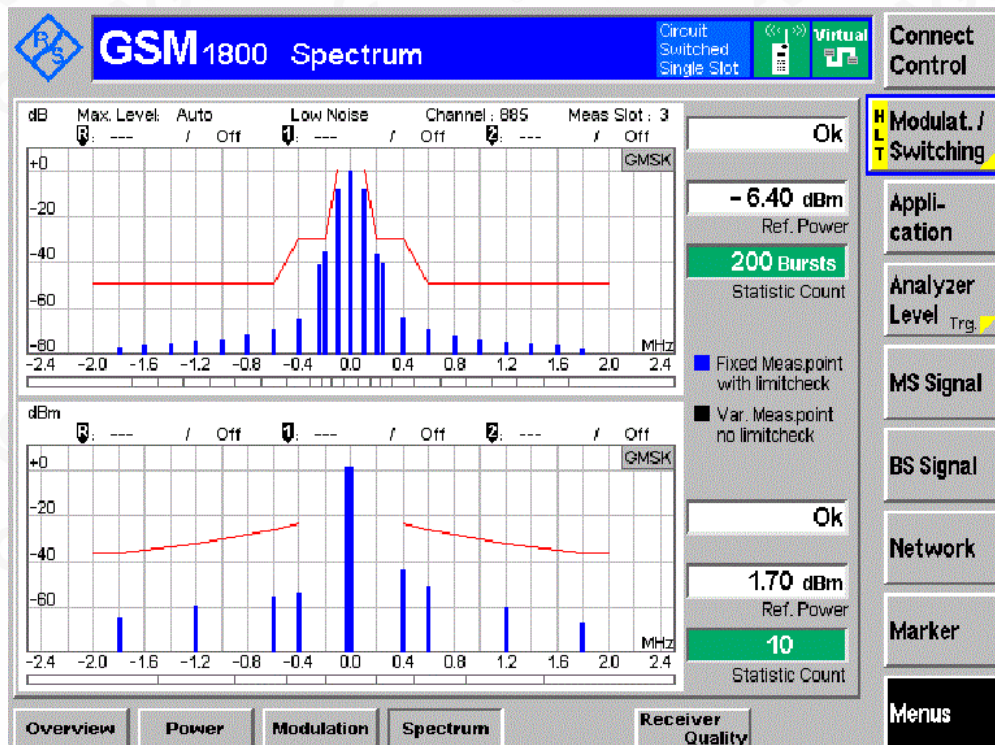 R/S
GSM 1800 Spectrum
Circuit Switched Single Slot
Virtual
Connect Control
dB Max. Level: Auto Low Noise Channel : 885 Meas Slot : 3
R : --- / Off 1 : --- / Off 2 : --- / Off
GMSK
+0
-20
-40
-60
-80
MHz
-2.4 -2.0 -1.6 -1.2 -0.8 -0.4 0.0 0.4 0.8 1.2 1.6 2.0 2.4
Ok
- 6.40 dBm
Ref. Power
200 Bursts
Statistic Count
Fixed Meas.point
with limitcheck
Var. Meas.point
no limitcheck
dBm
R : --- / Off 1 : --- / Off 2 : --- / Off
GMSK
+0
-20
-40
-60
MHz
-2.4 -2.0 -1.6 -1.2 -0.8 -0.4 0.0 0.4 0.8 1.2 1.6 2.0 2.4
Ok
1.70 dBm
Ref. Power
10
Statistic Count
HLT
Modulat. /
Switching
Appli-
cation
Analyzer
Level Trg.
MS Signal
BS Signal
Network
Marker
Menus
Overview Power Modulation Spectrum Receiver Quality